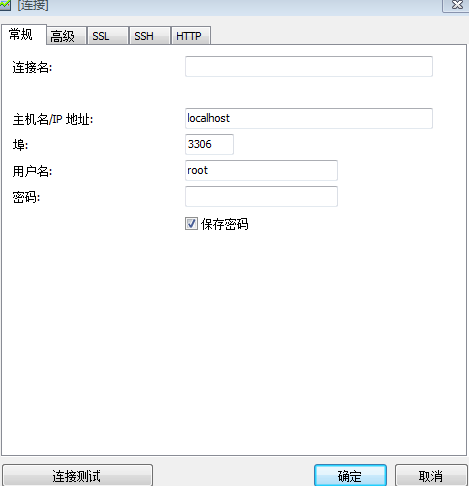 [连接]
常规 高级 SSL SSH HTTP
连接名:
主机名/IP 地址: localhost
埠: 3306
用户名: root
密码:
保存密码
连接测试 确定 取消